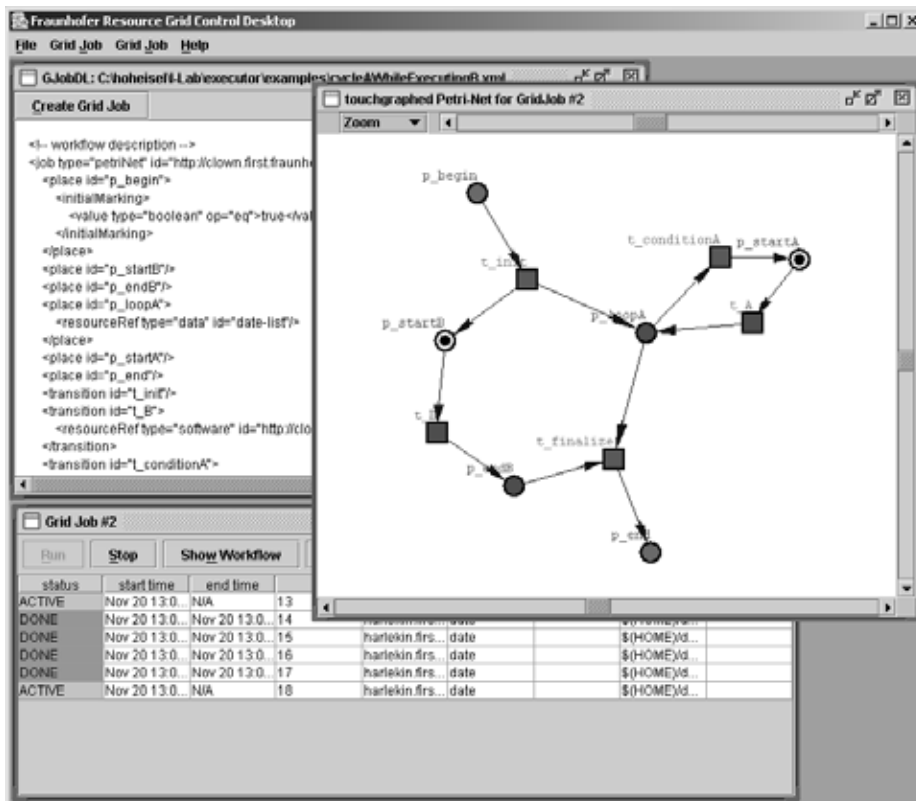 Fraunhofer Resource Grid Control Desktop
File Grid Job Grid Job Help
GJobDL: C:\hoheisel\I-Lab\executor\examples\cycleAWhileExecutingB.xml
Create Grid Job
<!-- workflow description -->
<job type="petriNet" id="http://clown.first.fraunho
<place id="p_begin">
<initialMarking>
<value type="boolean" op="eq">true</val
</initialMarking>
</place>
<place id="p_startB"/>
<place id="p_endB"/>
<place id="p_loopA">
<resourceRef type="data" id="date-list"/>
</place>
<place id="p_startA"/>
<place id="p_end"/>
<transition id="t_init"/>
<transition id="t_B">
<resourceRef type="software" id="http://clo
</transition>
<transition id="t_conditionA">
touchgraphed Petri-Net for GridJob #2
Zoom
p_begin
t_conditionA
p_startA
t_init
t_A
p_startB
p_loopA
t_finalize
p_endB
p_end
Grid Job #2
Run Stop Show Workflow
status start time end time
ACTIVE Nov 20 13:0... N/A 13
DONE Nov 20 13:0... Nov 20 13:0... 14 harlekin.firs... date $(HOME)/d...
DONE Nov 20 13:0... Nov 20 13:0... 15 harlekin.firs... date $(HOME)/d...
DONE Nov 20 13:0... Nov 20 13:0... 16 harlekin.firs... date $(HOME)/d...
DONE Nov 20 13:0... Nov 20 13:0... 17 harlekin.firs... date $(HOME)/d...
ACTIVE Nov 20 13:0... N/A 18 harlekin.firs... date $(HOME)/d...